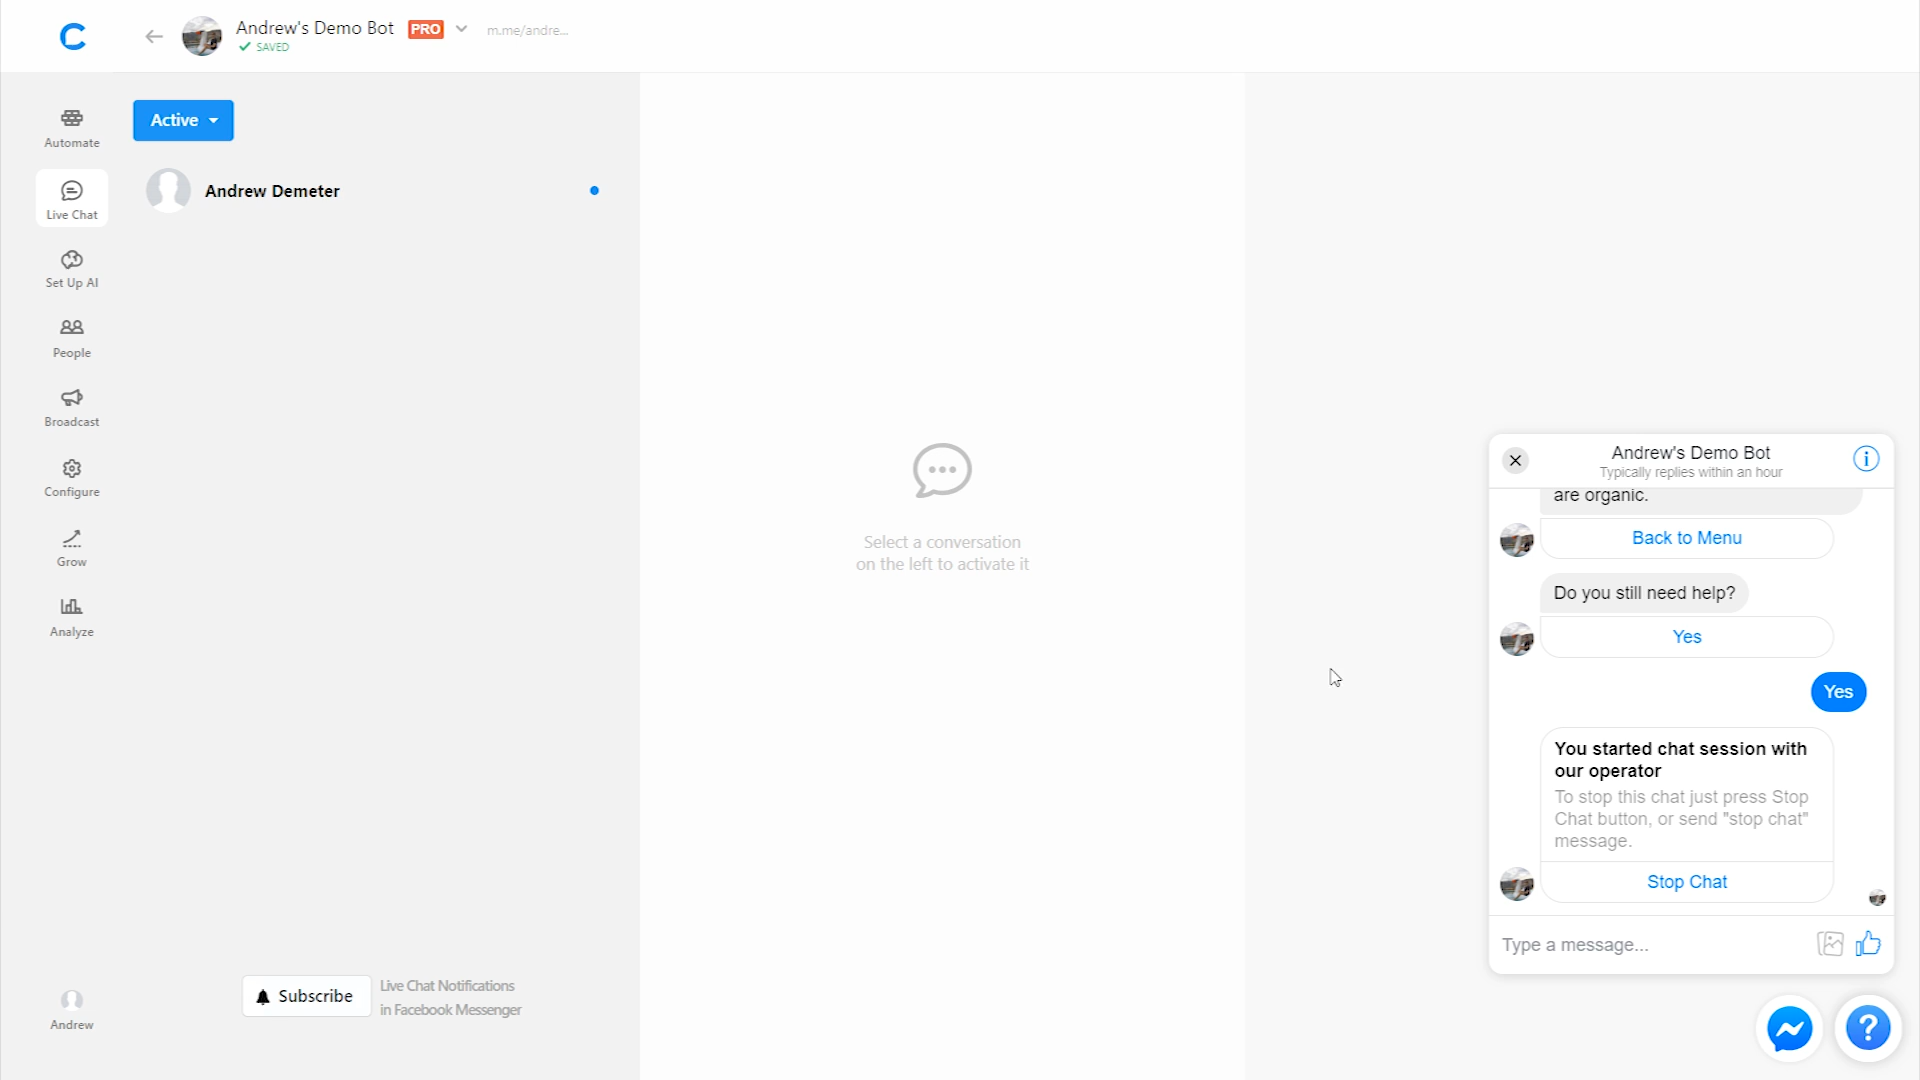 Andrew's Demo Bot PRO m.me/andre...
SAVED
Automate
Live Chat
Set Up AI
People
Broadcast
Configure
Grow
Analyze
Andrew
Active
Andrew Demeter
Subscribe
Live Chat Notifications
in Facebook Messenger
Select a conversation
on the left to activate it
Andrew's Demo Bot
Typically replies within an hour
are organic.
Back to Menu
Do you still need help?
Yes
Yes
You started chat session with
our operator
To stop this chat just press Stop
Chat button, or send "stop chat"
message.
Stop Chat
Type a message...